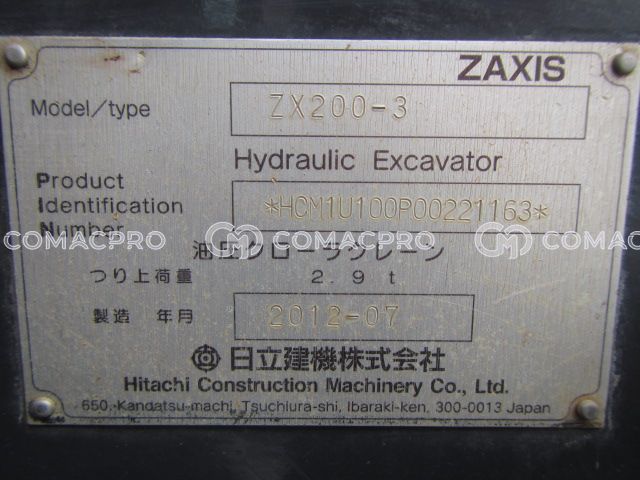 ZAXIS
Model/type ZX200-3
Hydraulic Excavator
Product
Identification
Number
*HCM1U100P00221163*
COMACPRO COMACPRO
油圧クローラクレーン
つり上荷重 2.9 t
製造 年月 2012-07
日立建機株式会社
Hitachi Construction Machinery Co., Ltd.
650, Kandatsu-machi, Tsuchiura-shi, Ibaraki-ken, 300-0013 Japan